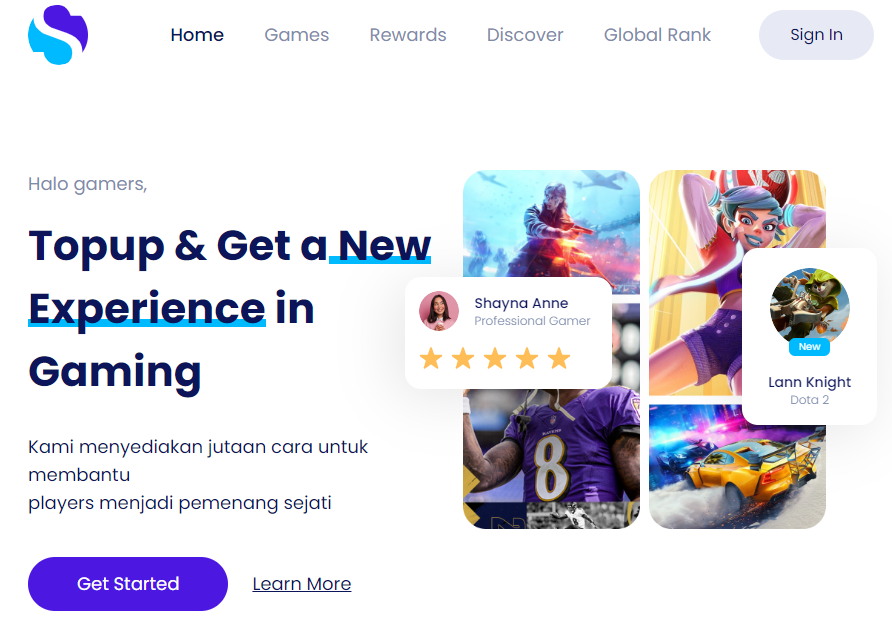 Home Games Rewards Discover Global Rank Sign In
Halo gamers,
Topup & Get a New
Experience in
Gaming
Kami menyediakan jutaan cara untuk
membantu
players menjadi pemenang sejati
Get Started Learn More
Shayna Anne
Professional Gamer
8
New
Lann Knight
Dota 2